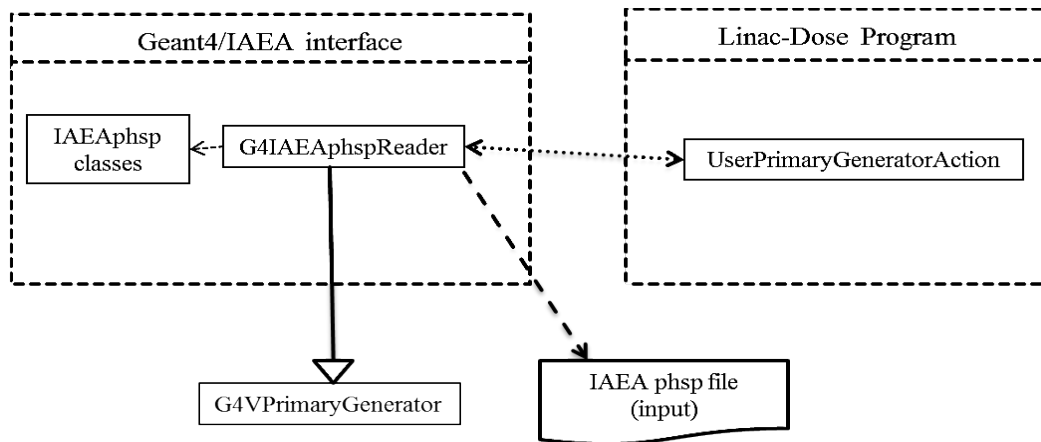 Geant4/IAEA interface
Linac-Dose Program
IAEAphsp
classes
G4IAEAphspReader
UserPrimaryGeneratorAction
G4VPrimaryGenerator
IAEA phsp file
(input)